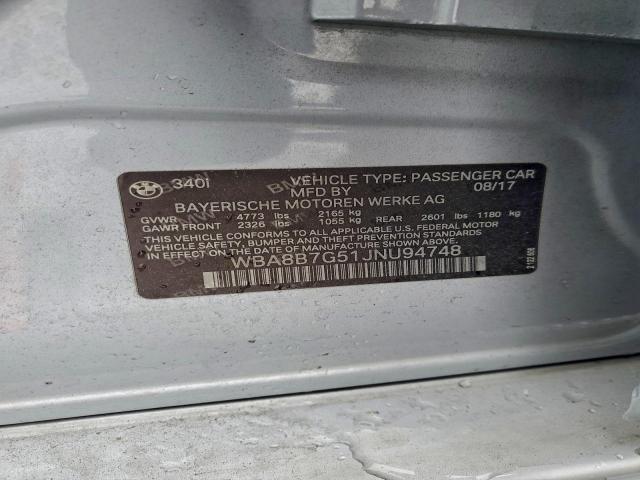 340i
VEHICLE TYPE: PASSENGER CAR
MFD BY 08/17
BAYERISCHE MOTOREN WERKE AG
GVWR 4773 lbs 2165 kg
GAWR FRONT 2326 lbs 1055 kg REAR 2601 lbs 1180 kg
THIS VEHICLE CONFORMS TO ALL APPLICABLE U.S. FEDERAL MOTOR
VEHICLE SAFETY, BUMPER, AND THEFT PREVENTION STANDARDS
IN EFFECT ON THE DATE OF MANUFACTURE SHOWN ABOVE.
WBA8B7G51JNU94748